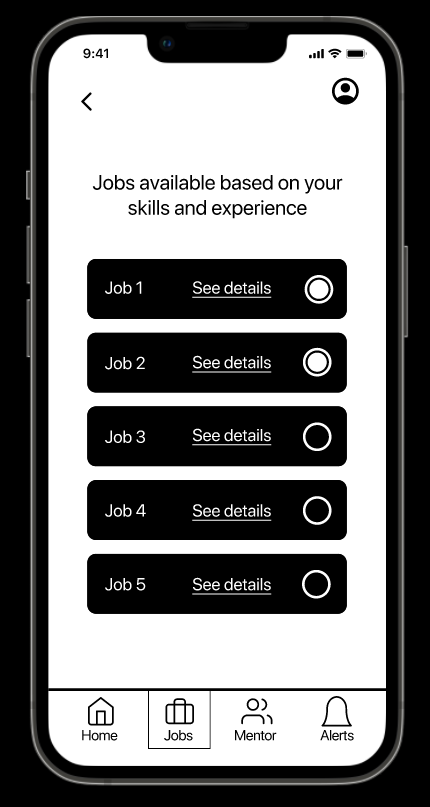 9:41
Jobs available based on your
skills and experience
Job 1 See details
Job 2 See details
Job 3 See details
Job 4 See details
Job 5 See details
Home Jobs Mentor Alerts